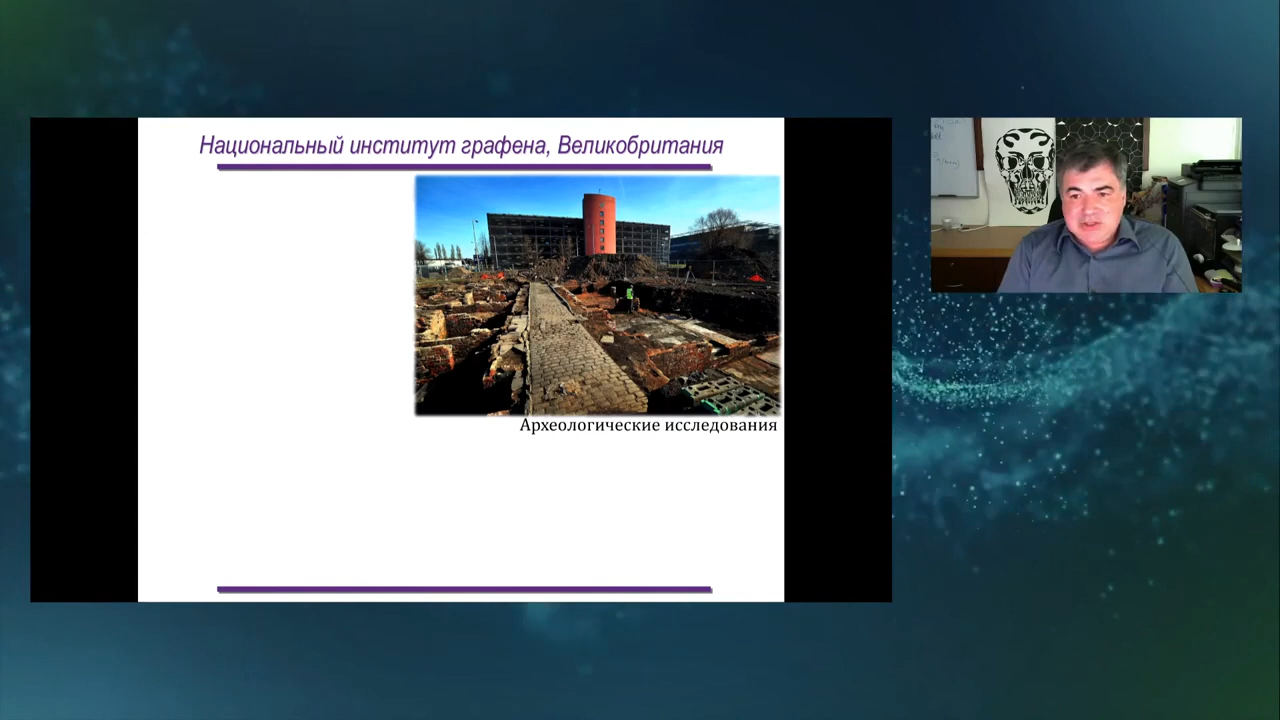 Национальный институт графена, Великобритания
Археологические исследования